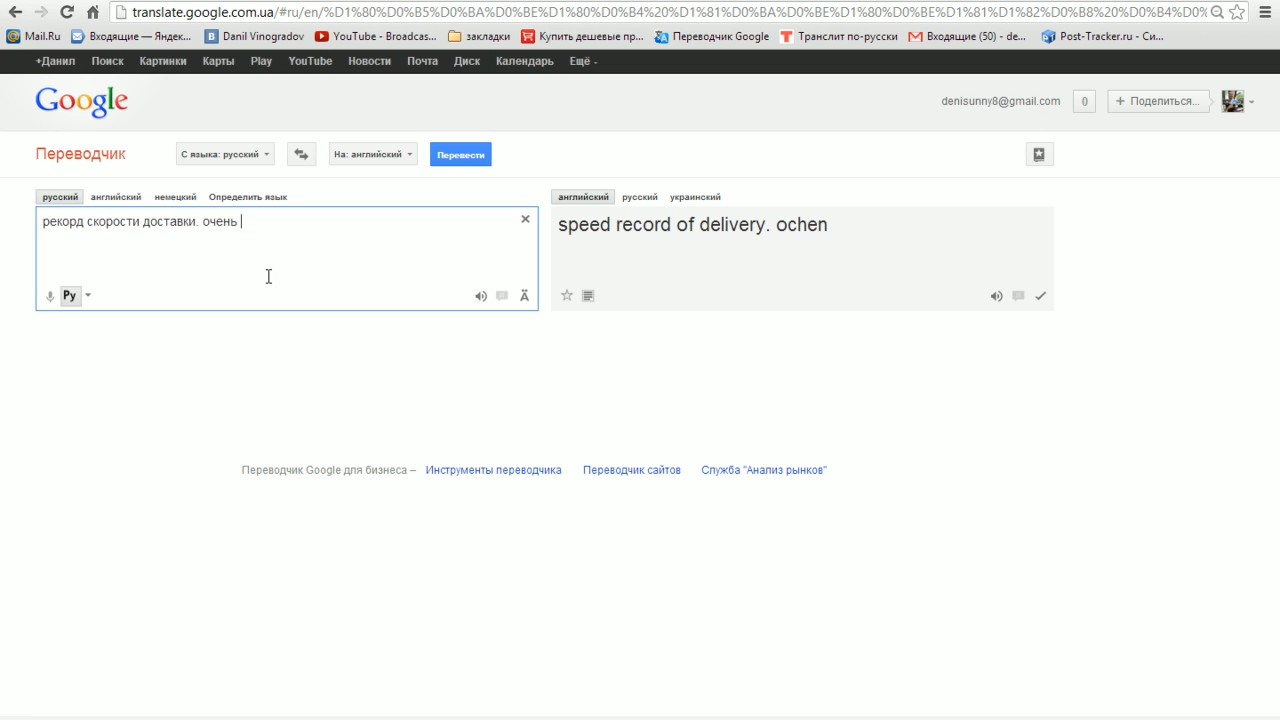 translate.google.com.ua/#ru/en/%D1%80%D0%B5%D0%BA%D0%BE%D1%80%D0%B4%20%D1%81%D0%BA%D0%BE%D1%80%D0%BE%D1%81%D1%82%D0%B8%20%D0%B4%D0%
Mail.Ru Входящие — Яндек... Danil Vinogradov YouTube - Broadcas... закладки Купить дешевые пр... Переводчик Google Транслит по-русски Входящие (50) - de... Post-Tracker.ru - Си...
+Данил Поиск Картинки Карты Play YouTube Новости Почта Диск Календарь Ещё
Google denisunny8@gmail.com 0 + Поделиться...
Переводчик С языка: русский На: английский Перевести
русский английский немецкий Определить язык английский русский украинский
рекорд скорости доставки. очень speed record of delivery. ochen
Ру Ä
Переводчик Google для бизнеса – Инструменты переводчика Переводчик сайтов Служба "Анализ рынков"